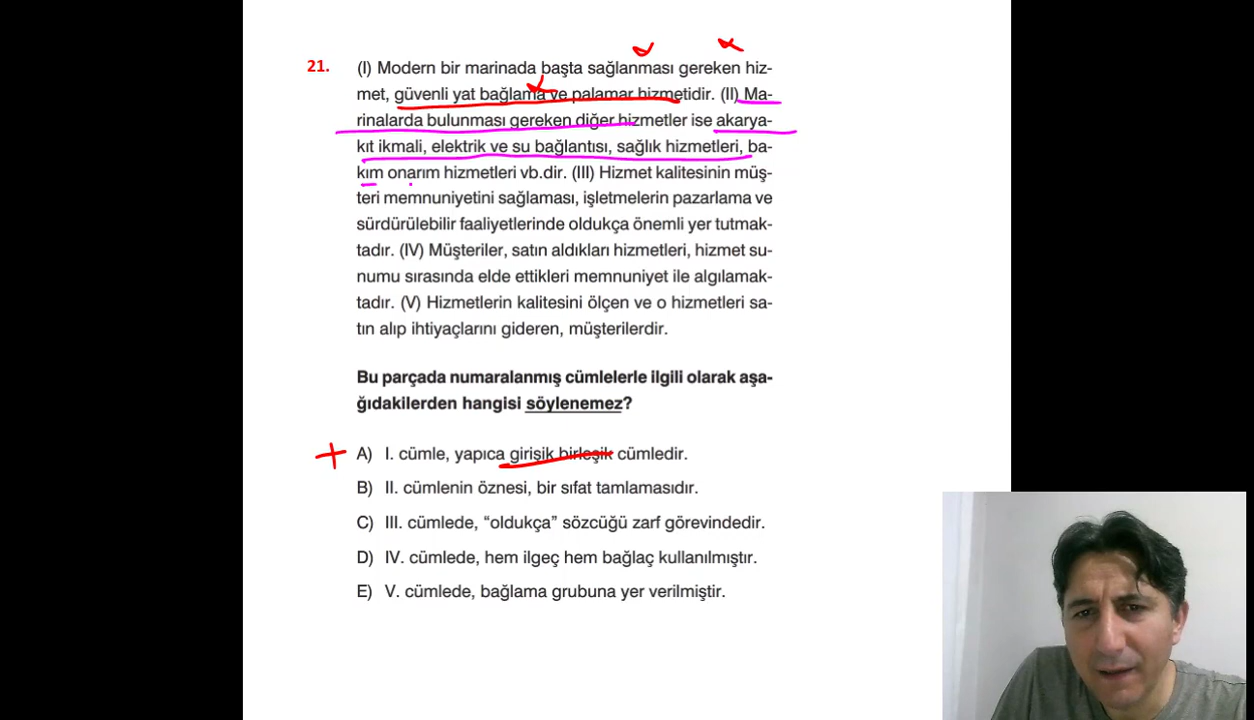 21. (I) Modern bir marinada başta sağlanması gereken hiz-
met, güvenli yat bağlama ve palamar hizmetidir. (II) Ma-
rinalarda bulunması gereken diğer hizmetler ise akarya-
kıt ikmali, elektrik ve su bağlantısı, sağlık hizmetleri, ba-
kım onarım hizmetleri vb.dir. (III) Hizmet kalitesinin müş-
teri memnuniyetini sağlaması, işletmelerin pazarlama ve
sürdürülebilir faaliyetlerinde oldukça önemli yer tutmak-
tadır. (IV) Müşteriler, satın aldıkları hizmetleri, hizmet su-
numu sırasında elde ettikleri memnuniyet ile algılamak-
tadır. (V) Hizmetlerin kalitesini ölçen ve o hizmetleri sa-
tın alıp ihtiyaçlarını gideren, müşterilerdir.
Bu parçada numaralanmış cümlelerle ilgili olarak aşa-
ğıdakilerden hangisi söylenemez?
A) I. cümle, yapıca girişik birleşik cümledir.
B) II. cümlenin öznesi, bir sıfat tamlamasıdır.
C) III. cümlede, “oldukça” sözcüğü zarf görevindedir.
D) IV. cümlede, hem ilgeç hem bağlaç kullanılmıştır.
E) V. cümlede, bağlama grubuna yer verilmiştir.